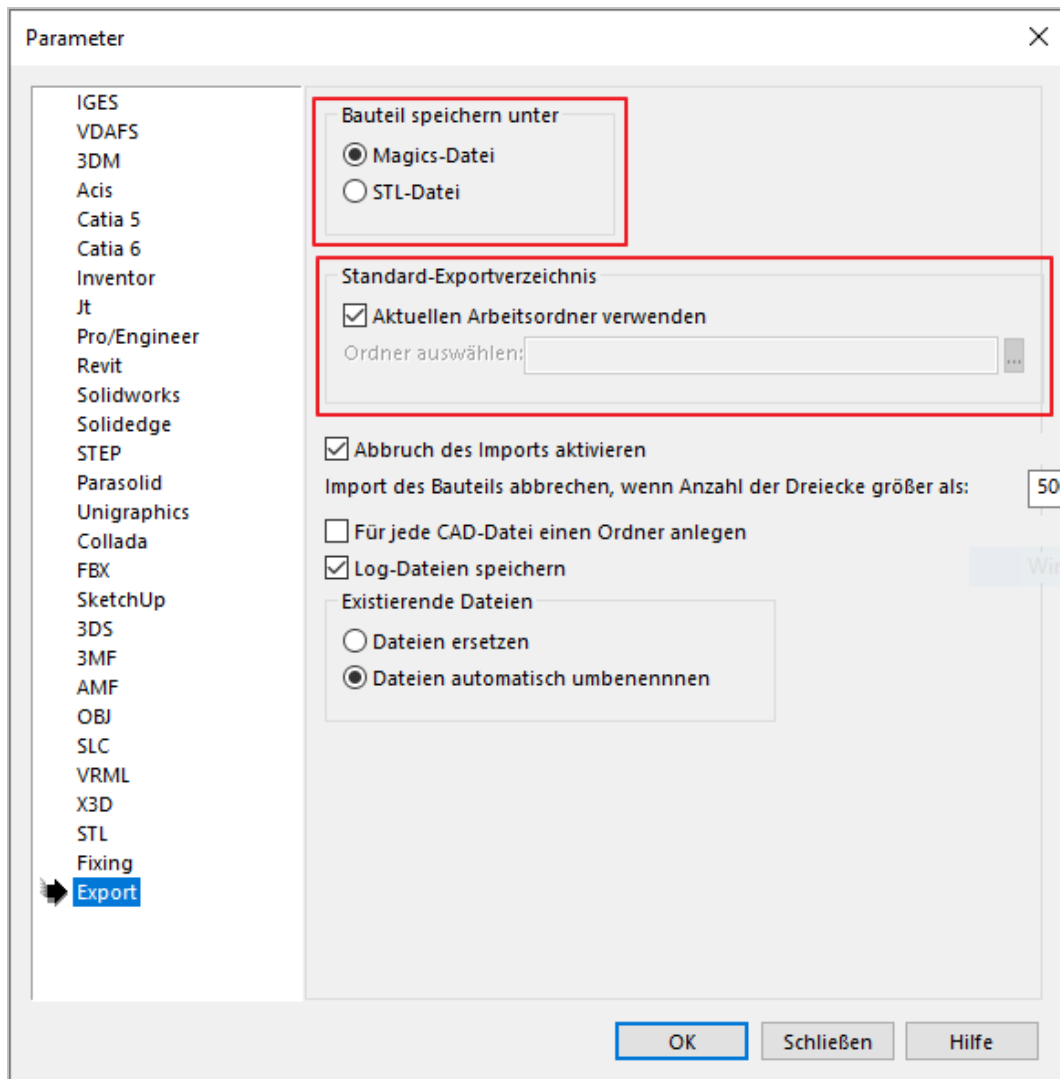 Parameter
IGES
VDAFS
3DM
Acis
Catia 5
Catia 6
Inventor
Jt
Pro/Engineer
Revit
Solidworks
Solidedge
STEP
Parasolid
Unigraphics
Collada
FBX
SketchUp
3DS
3MF
AMF
OBJ
SLC
VRML
X3D
STL
Fixing
Export
Bauteil speichern unter
Magics-Datei
STL-Datei
Standard-Exportverzeichnis
Aktuellen Arbeitsordner verwenden
Ordner auswählen:
...
Abbruch des Imports aktivieren
Import des Bauteils abbrechen, wenn Anzahl der Dreiecke größer als: 50
Für jede CAD-Datei einen Ordner anlegen
Log-Dateien speichern
Existierende Dateien
Dateien ersetzen
Dateien automatisch umbenennnen
OK Schließen Hilfe